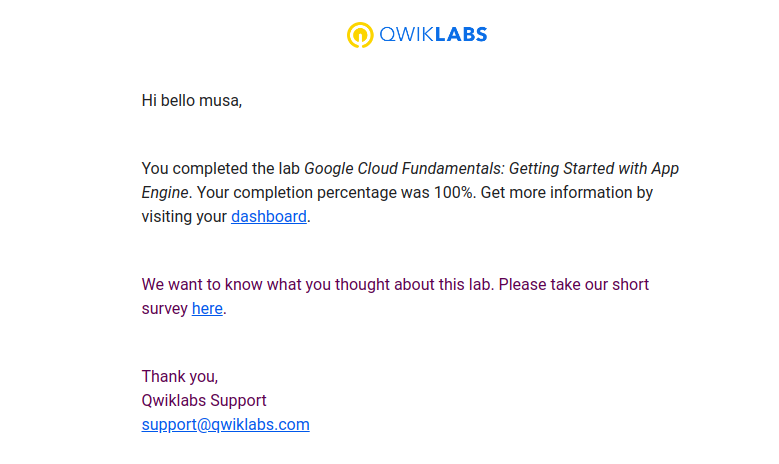 QWIKLABS
Hi bello musa,
You completed the lab Google Cloud Fundamentals: Getting Started with App
Engine. Your completion percentage was 100%. Get more information by
visiting your dashboard.
We want to know what you thought about this lab. Please take our short
survey here.
Thank you,
Qwiklabs Support
support@qwiklabs.com